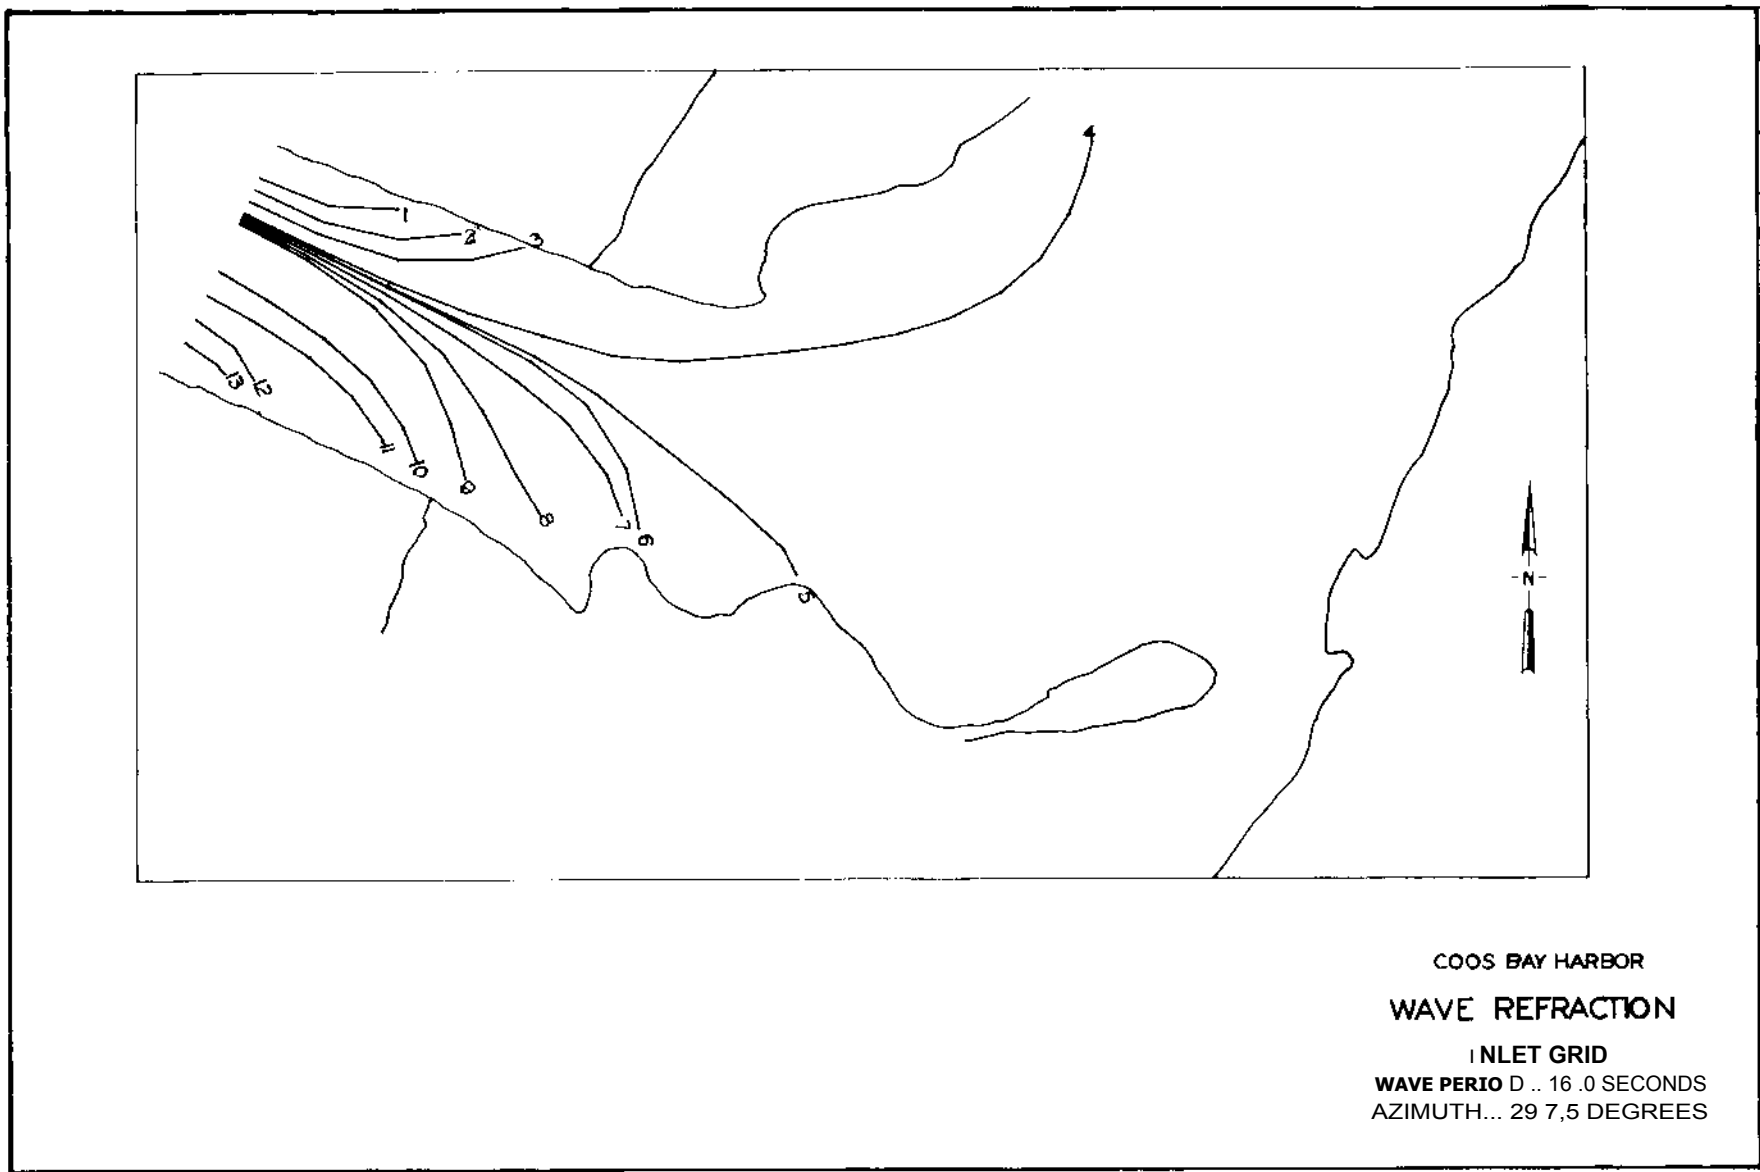 4
1
2
3
13
12
11
10
9
8
7
6
5
N
COOS BAY HARBOR
WAVE REFRACTION
INLET GRID
WAVE PERIO D .. 16 .0 SECONDS
AZIMUTH... 29 7,5 DEGREES